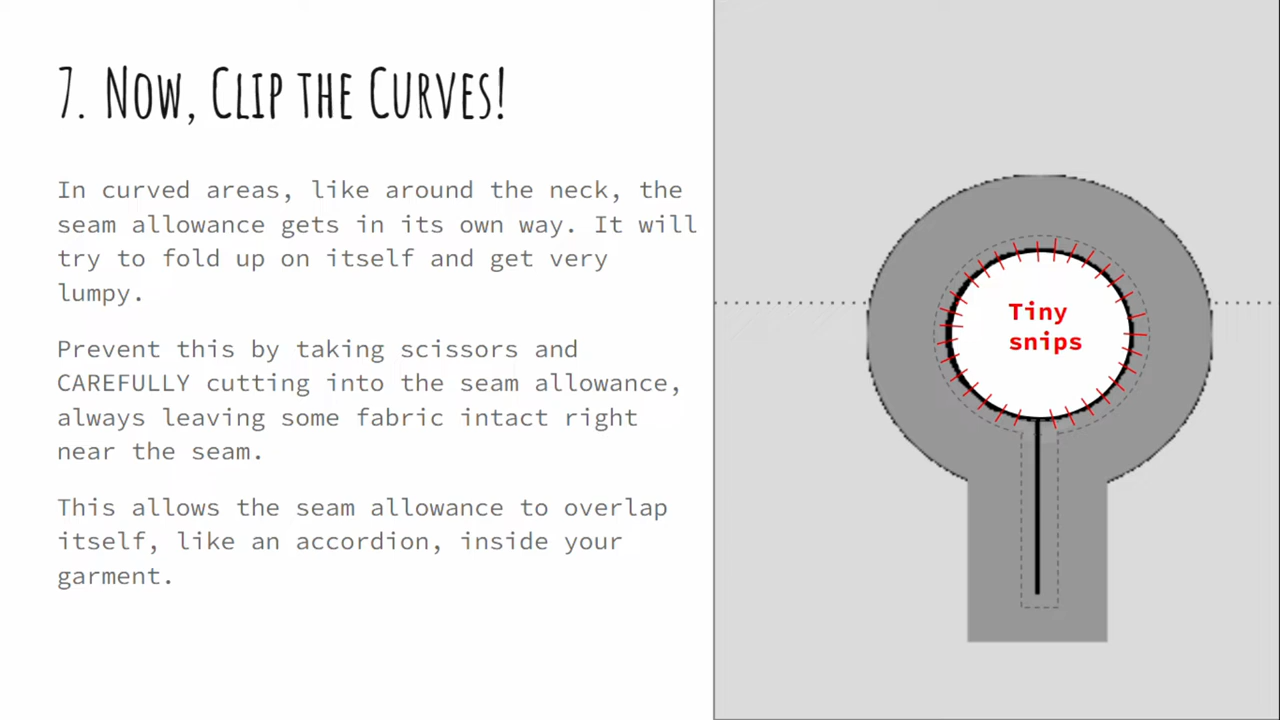 7. Now, Clip the Curves!
In curved areas, like around the neck, the
seam allowance gets in its own way. It will
try to fold up on itself and get very
lumpy.
Prevent this by taking scissors and
CAREFULLY cutting into the seam allowance,
always leaving some fabric intact right
near the seam.
This allows the seam allowance to overlap
itself, like an accordion, inside your
garment.
Tiny
snips